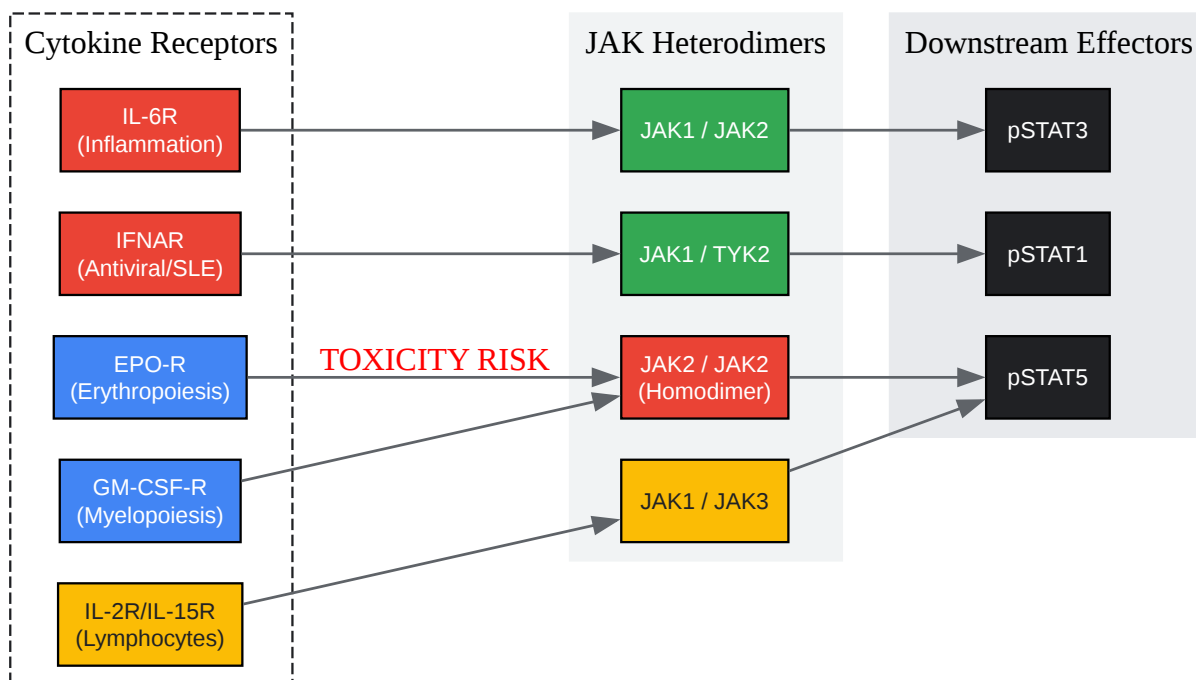 Cytokine Receptors
IL-6R
(Inflammation)
IFNAR
(Antiviral/SLE)
EPO-R
(Erythropoiesis)
GM-CSF-R
(Myelopoiesis)
IL-2R/IL-15R
(Lymphocytes)
TOXICITY RISK
JAK Heterodimers
JAK1 / JAK2
JAK1 / TYK2
JAK2 / JAK2
(Homodimer)
JAK1 / JAK3
Downstream Effectors
pSTAT3
pSTAT1
pSTAT5